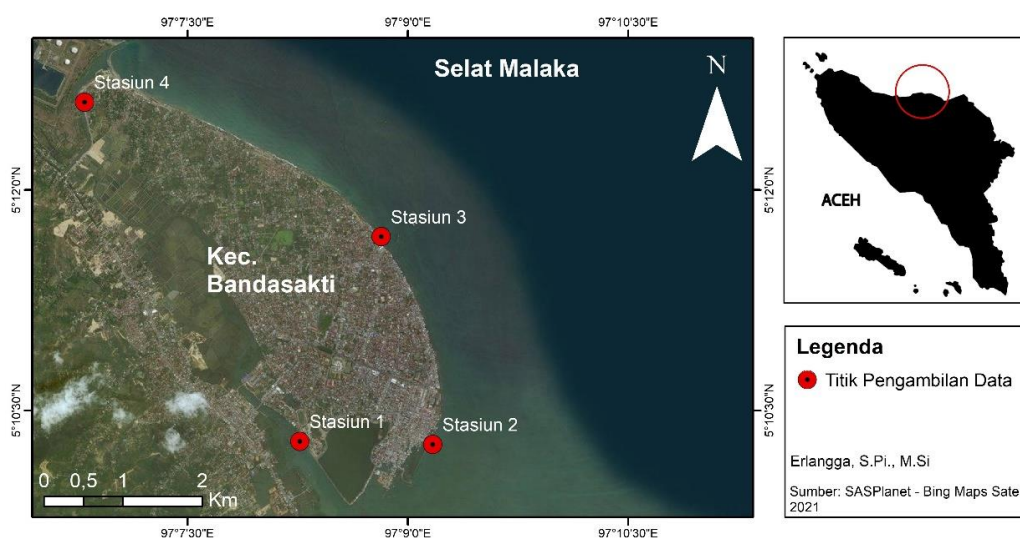 97°7'30"E 97°9'0"E 97°10'30"E
Stasiun 4
Selat Malaka
N
5°12'0"N
5°12'0"N
Stasiun 3
Kec.
Bandasakti
5°10'30"N
5°10'30"N
Stasiun 1
Stasiun 2
0 0,5 1 2
Km
97°7'30"E 97°9'0"E 97°10'30"E
ACEH
Legenda
Titik Pengambilan Data
Erlangga, S.Pi., M.Si
Sumber: SASPlanet - Bing Maps Sate
2021